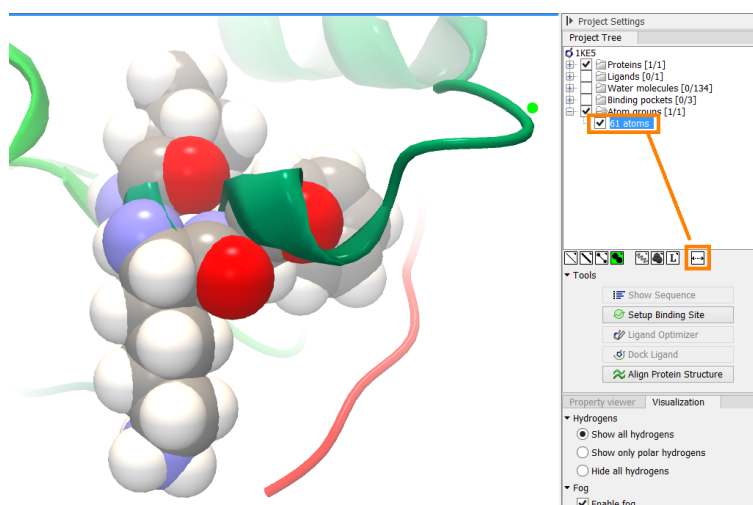 Project Settings
Project Tree
1KE5
Proteins [1/1]
Ligands [0/1]
Water molecules [0/134]
Binding pockets [0/3]
Atom groups [1/1]
61 atoms
L
Tools
Show Sequence
Setup Binding Site
Ligand Optimizer
Dock Ligand
Align Protein Structure
Property viewer Visualization
Hydrogens
Show all hydrogens
Show only polar hydrogens
Hide all hydrogens
Fog
Enable fog